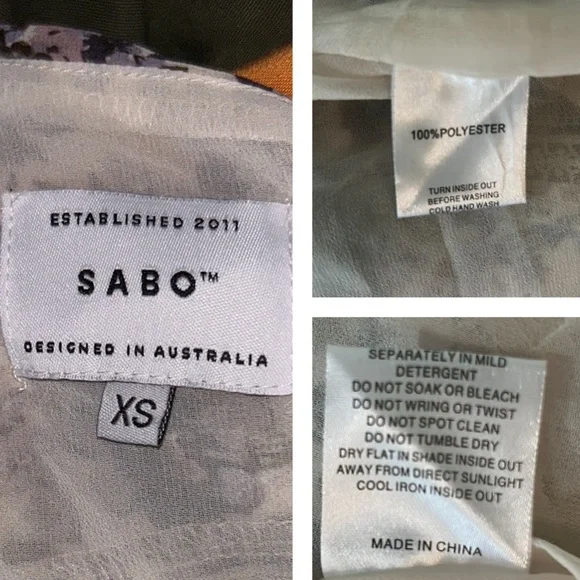 ESTABLISHED 2011
SABO™
DESIGNED IN AUSTRALIA
XS
100%POLYESTER
TURN INSIDE OUT
BEFORE WASHING
COLD HAND WASH
SEPARATELY IN MILD
DETERGENT
DO NOT SOAK OR BLEACH
DO NOT WRING OR TWIST
DO NOT SPOT CLEAN
DO NOT TUMBLE DRY
DRY FLAT IN SHADE INSIDE OUT
AWAY FROM DIRECT SUNLIGHT
COOL IRON INSIDE OUT
MADE IN CHINA